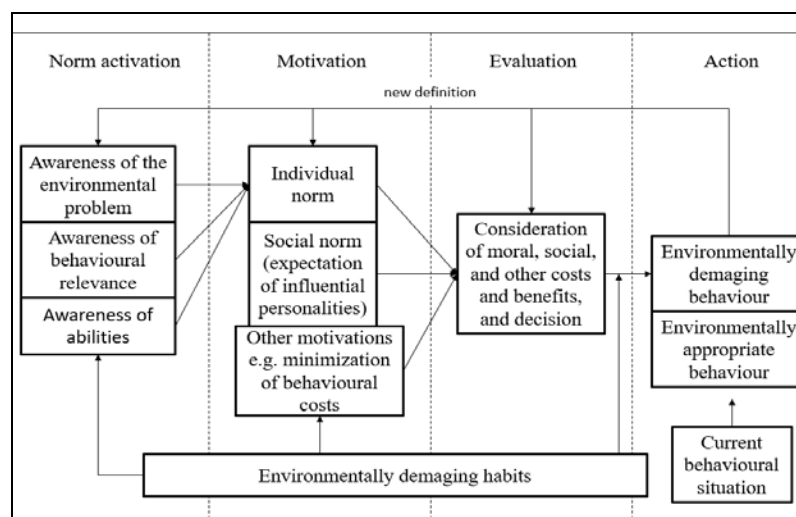 Norm activation
Motivation
Evaluation
Action
new definition
Awareness of the
environmental
problem
Awareness of
behavioural
relevance
Awareness of
abilities
Individual
norm
Social norm
(expectation
of influential
personalities)
Other motivations
e.g. minimization
of behavioural
costs
Consideration
of moral, social,
and other costs
and benefits,
and decision
Environmentally
demaging
behaviour
Environmentally
appropriate
behaviour
Current
behavioural
situation
Environmentally demaging habits